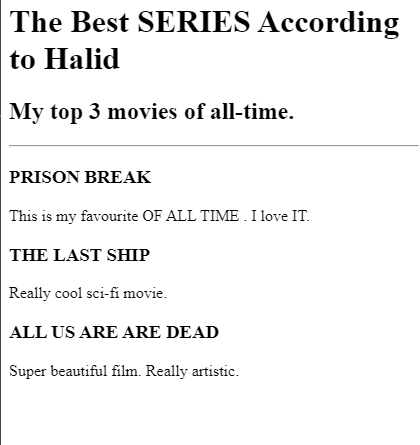 The Best SERIES According
to Halid
My top 3 movies of all-time.
PRISON BREAK
This is my favourite OF ALL TIME . I love IT.
THE LAST SHIP
Really cool sci-fi movie.
ALL US ARE ARE DEAD
Super beautiful film. Really artistic.